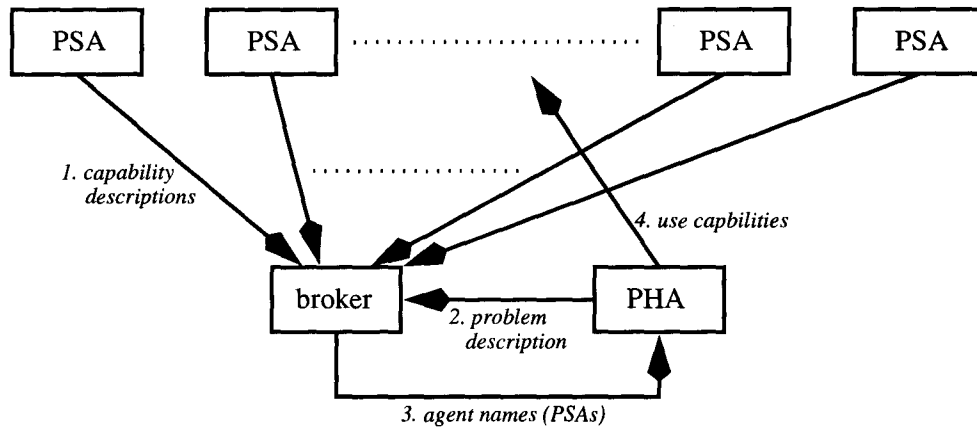 PSA
PSA
PSA
PSA
1. capability
descriptions
4. use capbilities
broker
PHA
2. problem
description
3. agent names (PSAs)